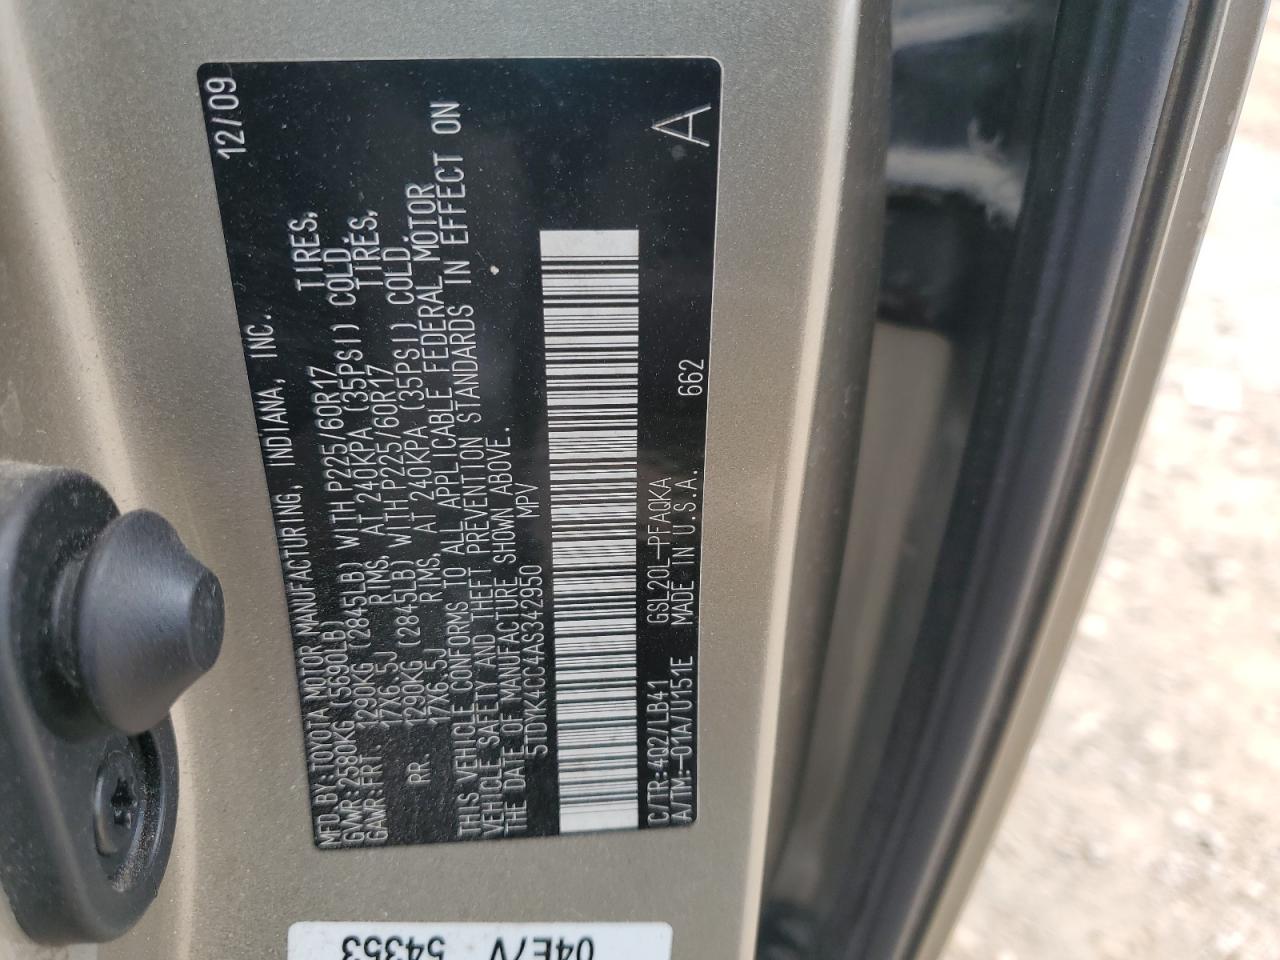 MFD BY: TOYOTA MOTOR MANUFACTURING, INDIANA, INC. 12/09
GVWR: 2580KG (5690LB)
GAWR: FRT. 1290KG (2845LB) WITH P225/60R17 TIRES,
17X6.5J RIMS, AT 240KPA (35PSI) COLD.
RR. 1290KG (2845LB) WITH P225/60R17 TIRES,
17X6.5J RIMS, AT 240KPA (35PSI) COLD.
THIS VEHICLE CONFORMS TO ALL APPLICABLE FEDERAL MOTOR
VEHICLE SAFETY AND THEFT PREVENTION STANDARDS IN EFFECT ON
THE DATE OF MANUFACTURE SHOWN ABOVE.
5TDYK4CC4AS342950 MPV
C/TR: 4Q2/LB41 GSL20L-PFAQKA 662 A
A/TM: -01A/U151E MADE IN U.S.A.
04E7V
54353